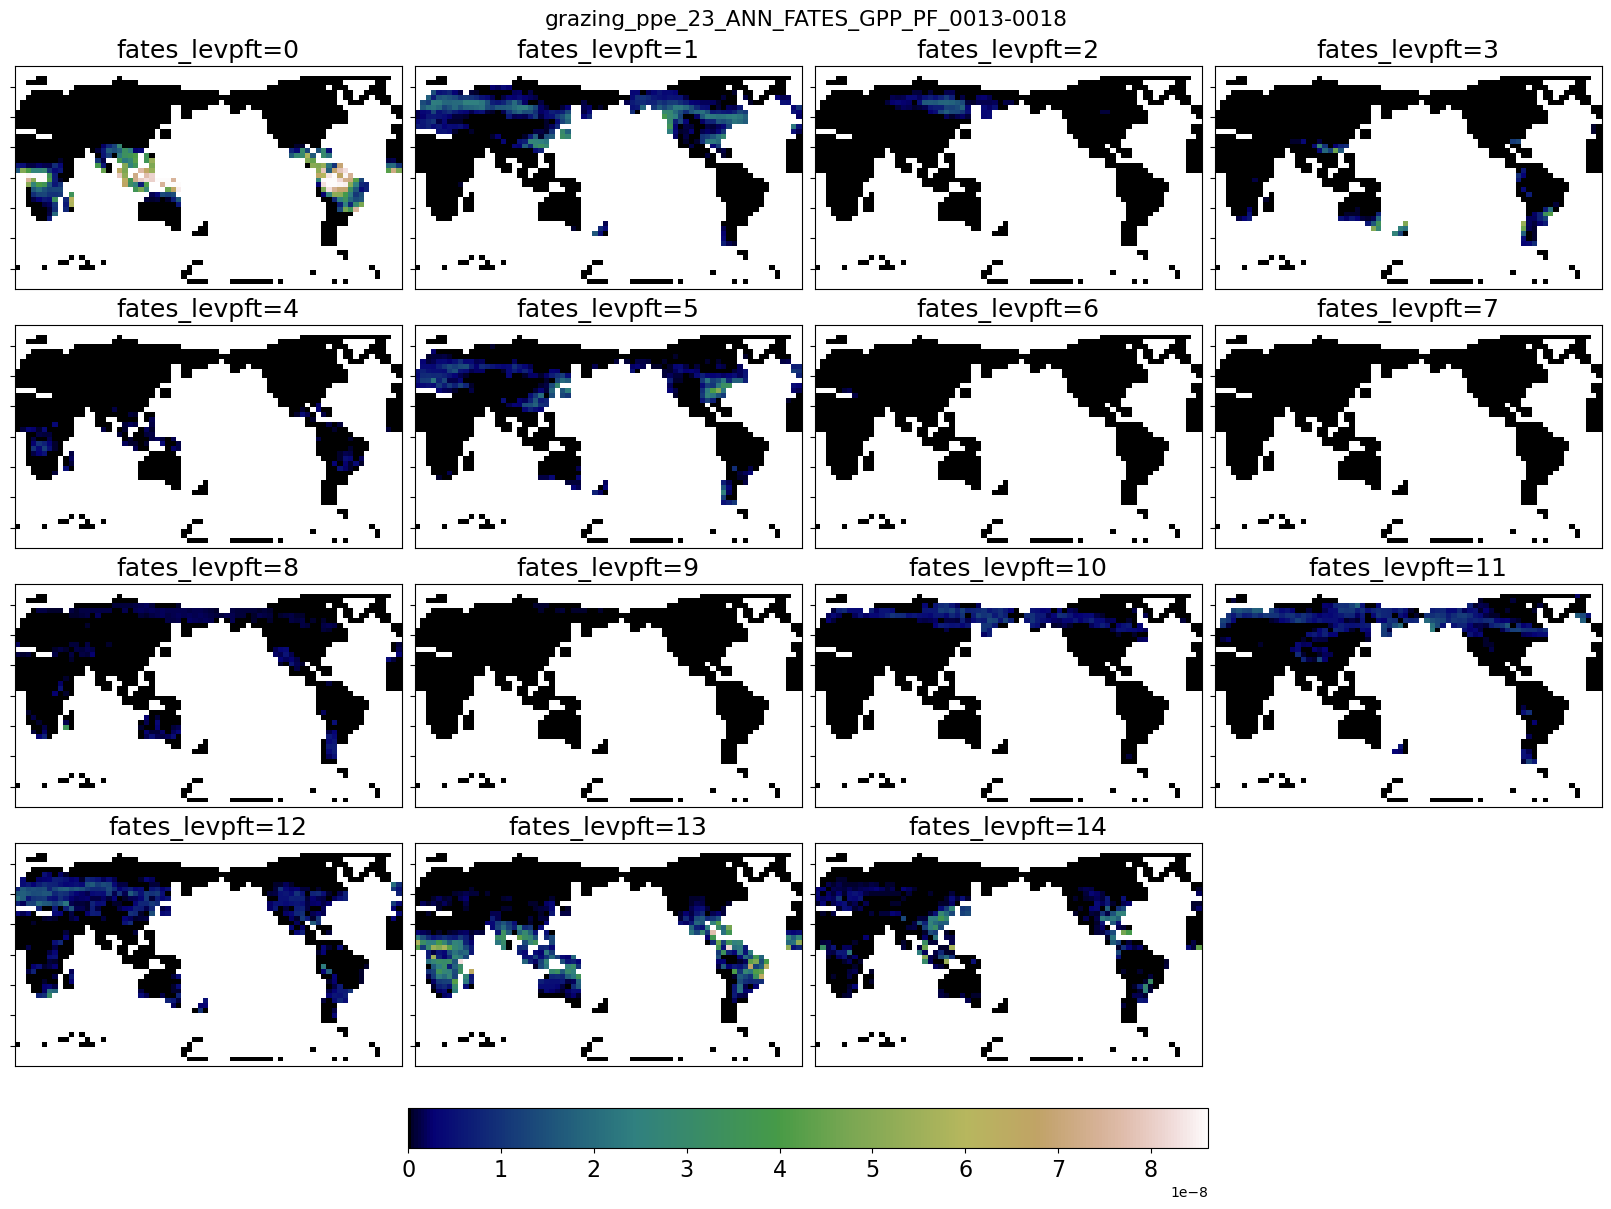 grazing_ppe_23_ANN_FATES_GPP_PF_0013-0018
fates_levpft=0
fates_levpft=1
fates_levpft=2
fates_levpft=3
fates_levpft=4
fates_levpft=5
fates_levpft=6
fates_levpft=7
fates_levpft=8
fates_levpft=9
fates_levpft=10
fates_levpft=11
fates_levpft=12
fates_levpft=13
fates_levpft=14
0 1 2 3 4 5 6 7 8
1e−8